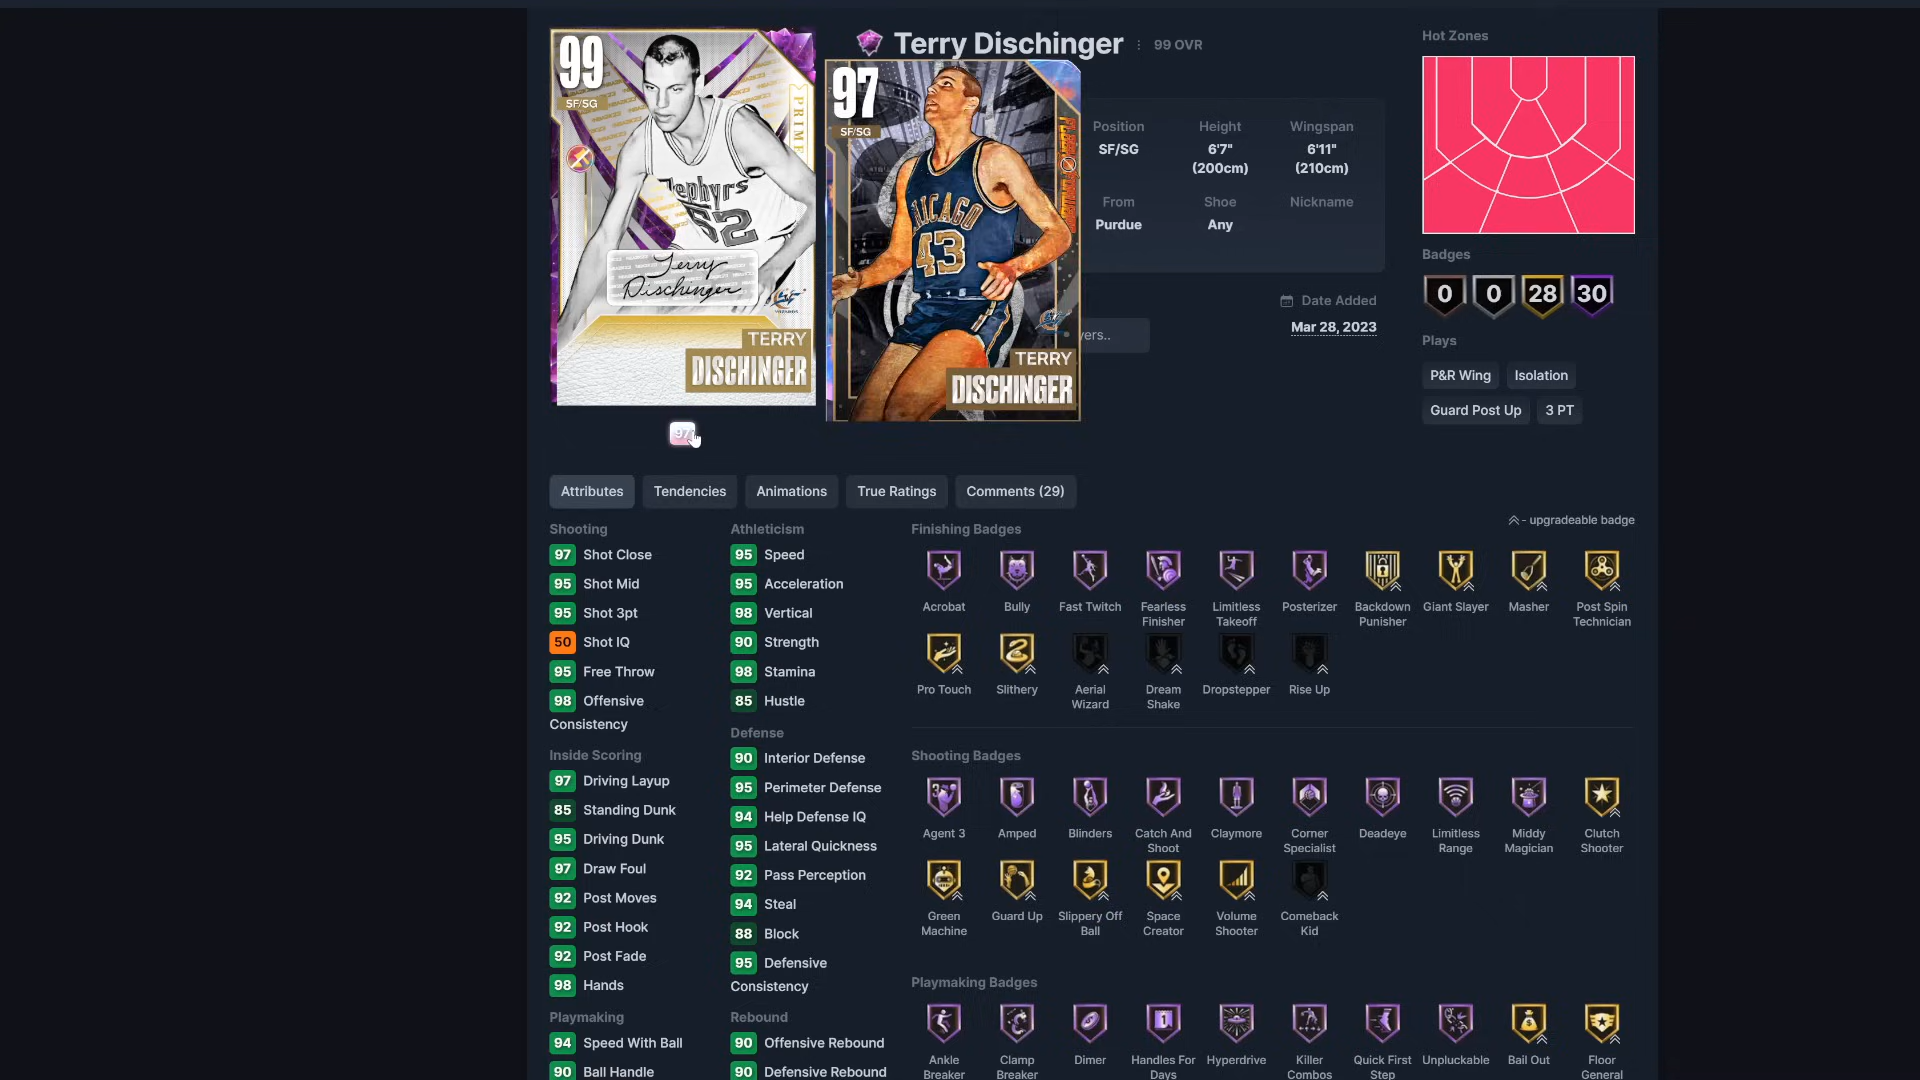 99
SF/SG
PRIME
Zephyrs
52
Terry
Dischinger
WIZARDS
TERRY
DISCHINGER
97
SF/SG
CHICAGO
43
TERRY
DISCHINGER
Terry Dischinger : 99 OVR
Position
SF/SG
Height
6'7"
(200cm)
Wingspan
6'11"
(210cm)
From
Purdue
Shoe
Any
Nickname
yers..
Date Added
Mar 28, 2023
Hot Zones
Badges
0 0 28 30
Plays
P&R Wing Isolation
Guard Post Up 3 PT
97
Attributes Tendencies Animations True Ratings Comments (29)
Shooting
97 Shot Close
95 Shot Mid
95 Shot 3pt
50 Shot IQ
95 Free Throw
98 Offensive
Consistency
Inside Scoring
97 Driving Layup
85 Standing Dunk
95 Driving Dunk
97 Draw Foul
92 Post Moves
92 Post Hook
92 Post Fade
98 Hands
Playmaking
94 Speed With Ball
90 Ball Handle
Athleticism
95 Speed
95 Acceleration
98 Vertical
90 Strength
98 Stamina
85 Hustle
Defense
90 Interior Defense
95 Perimeter Defense
94 Help Defense IQ
95 Lateral Quickness
92 Pass Perception
94 Steal
88 Block
95 Defensive
Consistency
Rebound
90 Offensive Rebound
90 Defensive Rebound
- upgradeable badge
Finishing Badges
Acrobat
Bully
Fast Twitch
Fearless
Finisher
Limitless
Takeoff
Posterizer
Backdown
Punisher
Giant Slayer
Masher
Post Spin
Technician
Pro Touch
Slithery
Aerial
Wizard
Dream
Shake
Dropstepper
Rise Up
Shooting Badges
Agent 3
Amped
Blinders
Catch And
Shoot
Claymore
Corner
Specialist
Deadeye
Limitless
Range
Middy
Magician
Clutch
Shooter
Green
Machine
Guard Up
Slippery Off
Ball
Space
Creator
Volume
Shooter
Comeback
Kid
Playmaking Badges
Ankle
Breaker
Clamp
Breaker
Dimer
Handles For
Days
Hyperdrive
Killer
Combos
Quick First
Step
Unpluckable
Bail Out
Floor
General